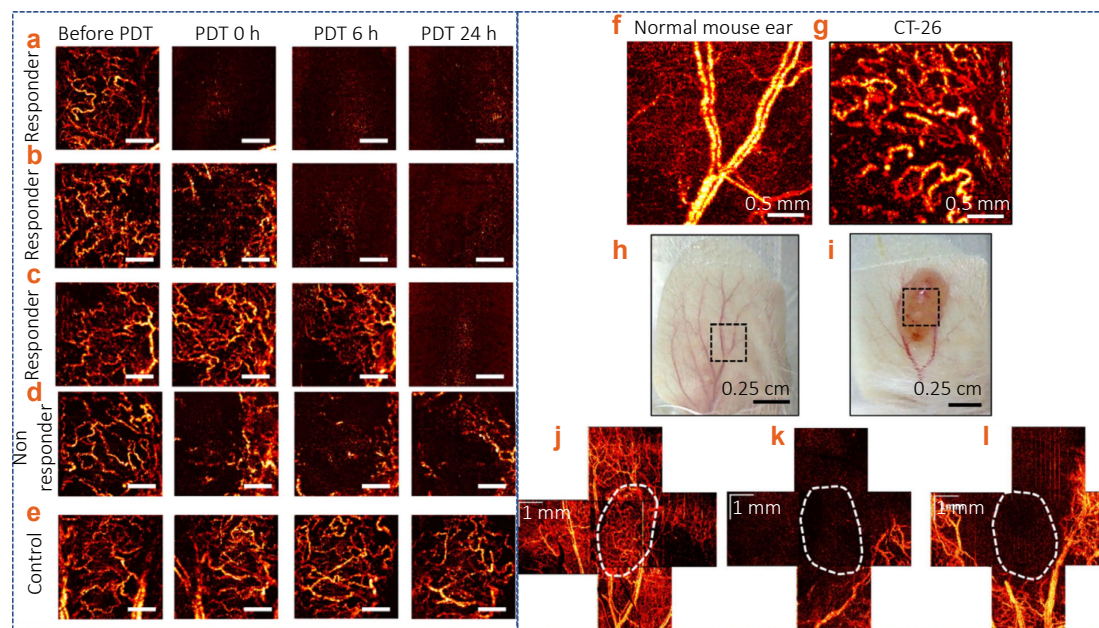 Before PDT PDT 0 h PDT 6 h PDT 24 h
a
Responder
b
Responder
c
Responder
d
Non
responder
e
Control
f Normal mouse ear
0.5 mm
g CT-26
0.5 mm
h
0.25 cm
i
0.25 cm
j
1 mm
k
1 mm
l
1 mm